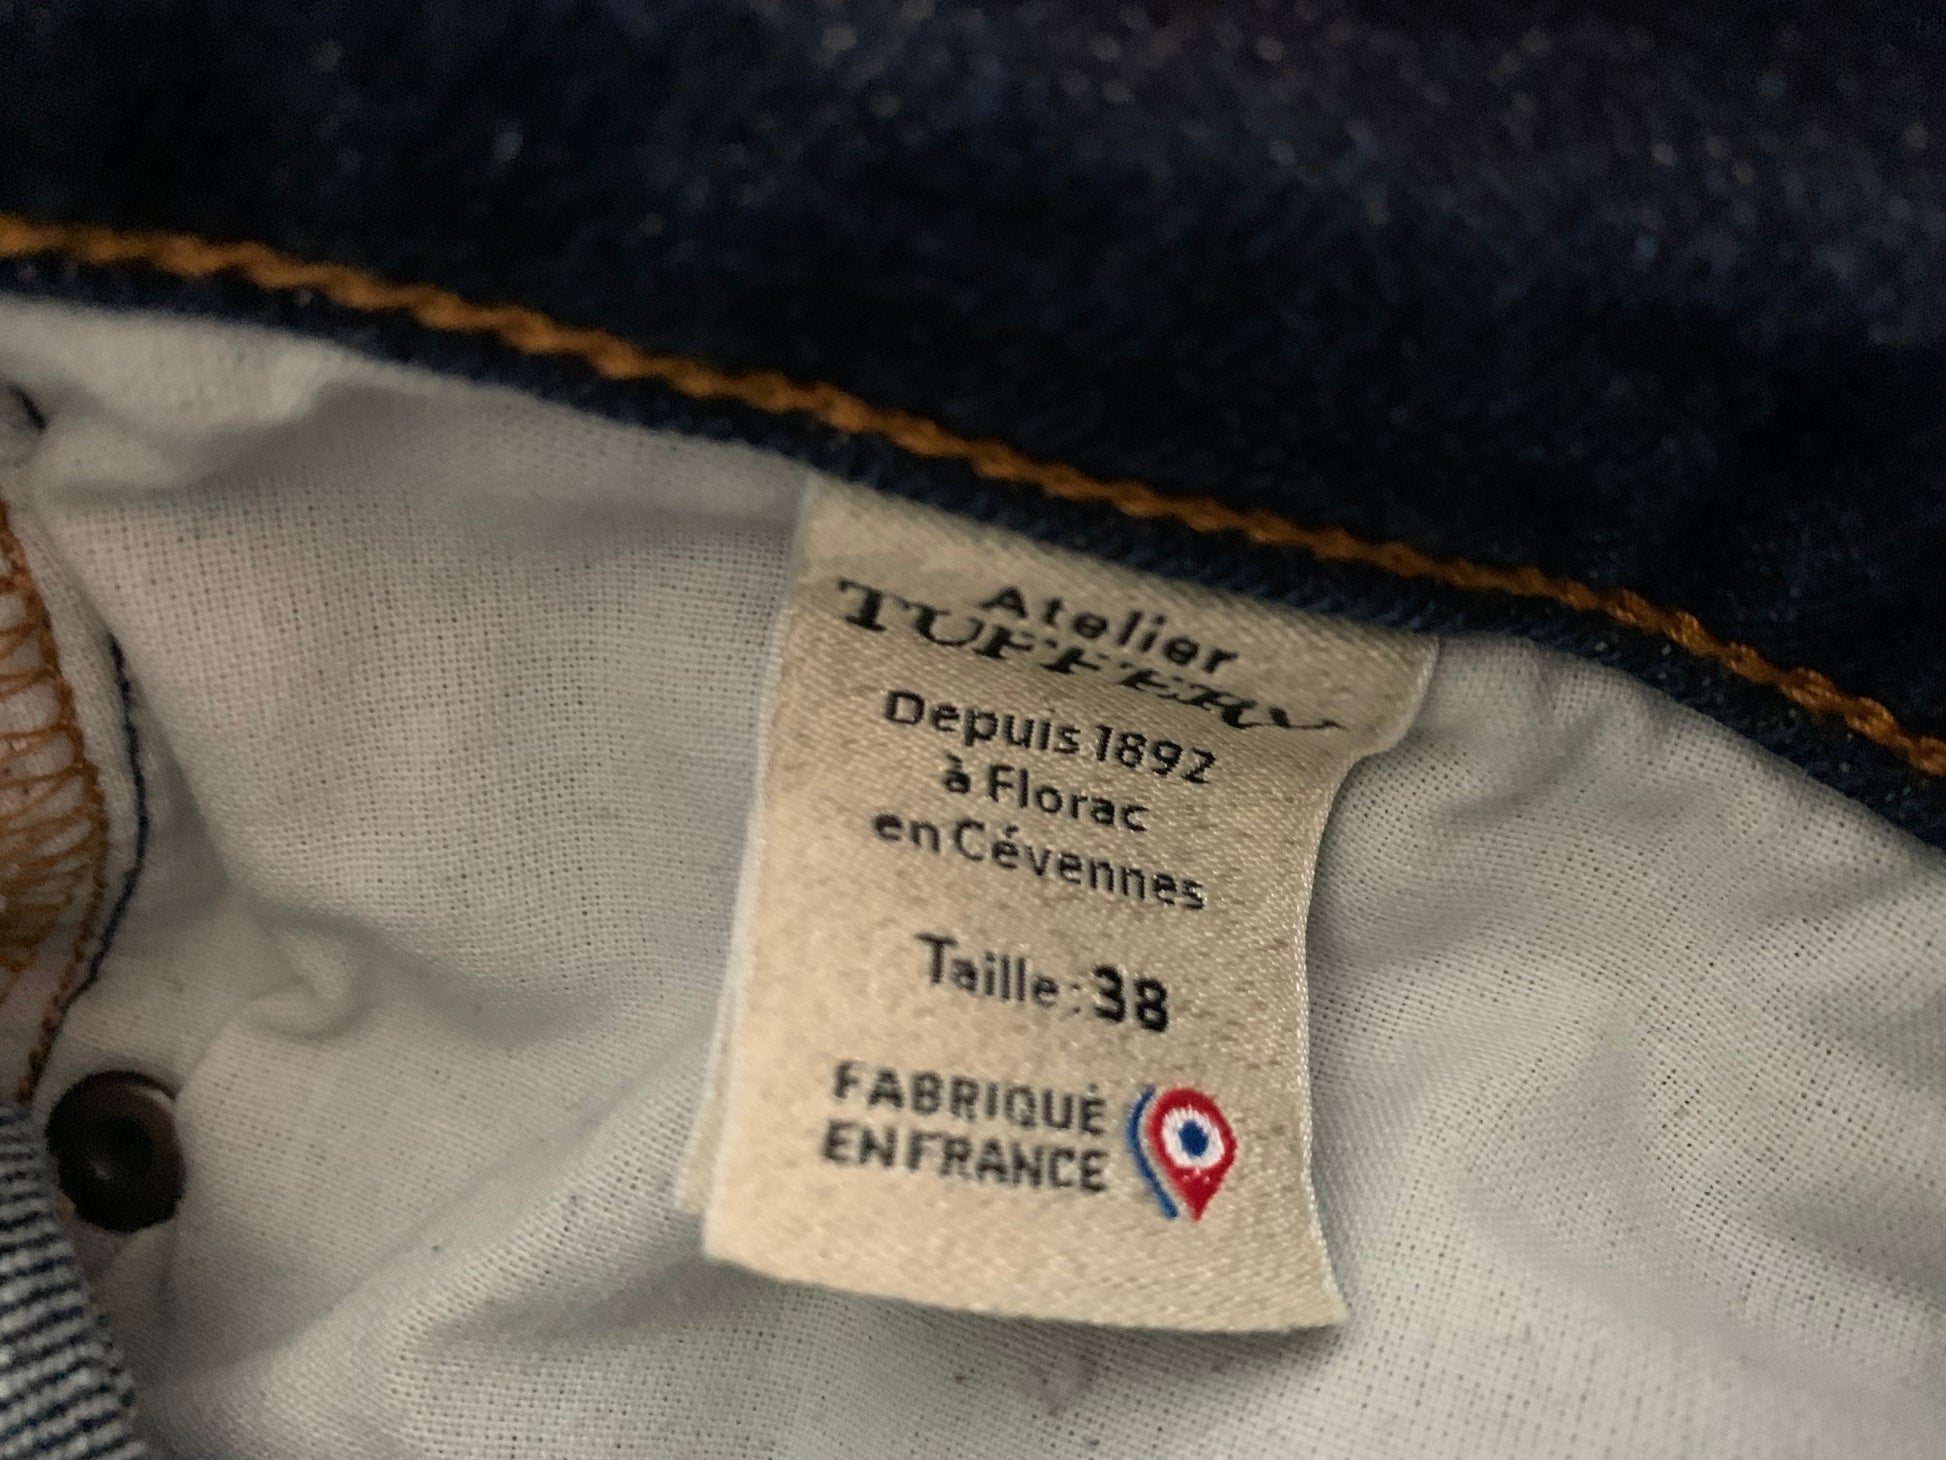 Atelier
TUFFERY
Depuis 1892
à Florac
en Cévennes
Taille : 38
FABRIQUÉ
EN FRANCE